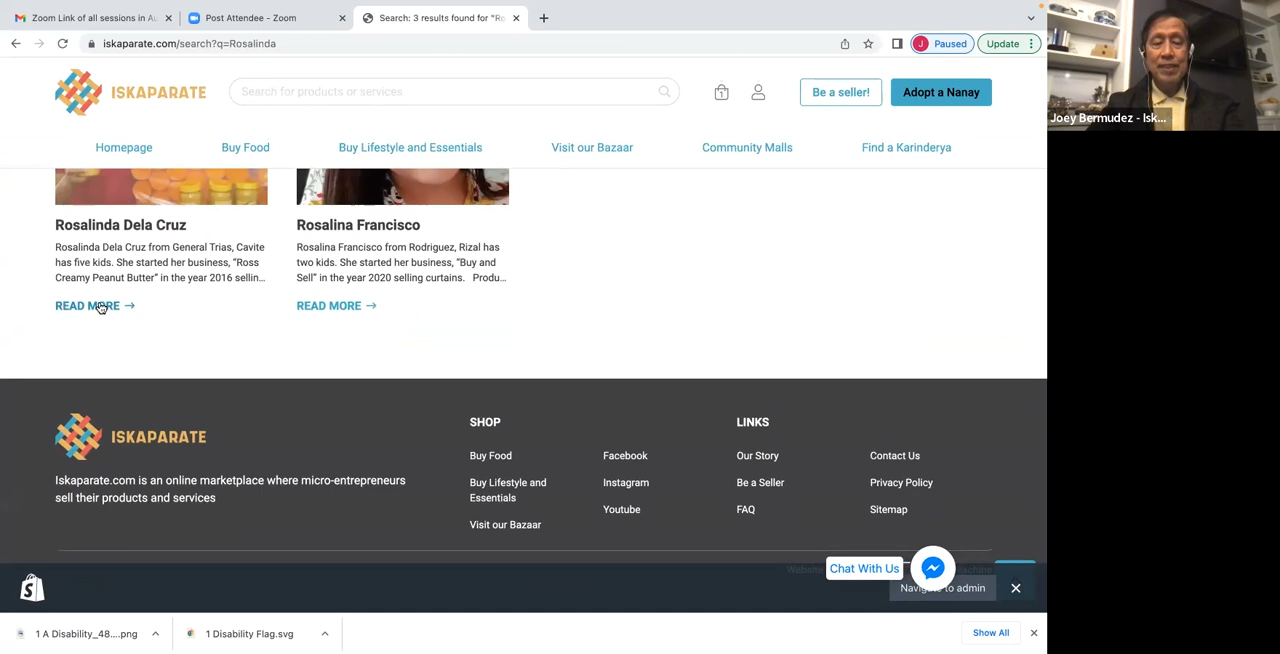 Zoom Link of all sessions in Au
Post Attendee - Zoom
Search: 3 results found for "Ro
iskaparate.com/search?q=Rosalinda
J
Paused
Update
ISKAPARATE
Search for products or services
1
Be a seller!
Adopt a Nanay
Homepage
Buy Food
Buy Lifestyle and Essentials
Visit our Bazaar
Community Malls
Find a Karinderya
Joey Bermudez - Isk...
Rosalinda Dela Cruz
Rosalinda Dela Cruz from General Trias, Cavite
has five kids. She started her business, “Ross
Creamy Peanut Butter” in the year 2016 sellin...
READ MORE →
Rosalina Francisco
Rosalina Francisco from Rodriguez, Rizal has
two kids. She started her business, “Buy and
Sell” in the year 2020 selling curtains. Produ...
READ MORE →
ISKAPARATE
Iskaparate.com is an online marketplace where micro-entrepreneurs
sell their products and services
SHOP
Buy Food
Buy Lifestyle and
Essentials
Visit our Bazaar
Facebook
Instagram
Youtube
LINKS
Our Story
Be a Seller
FAQ
Contact Us
Privacy Policy
Sitemap
Website
Chat With Us
Navigate to admin
1 A Disability_48....png
1 Disability Flag.svg
Show All